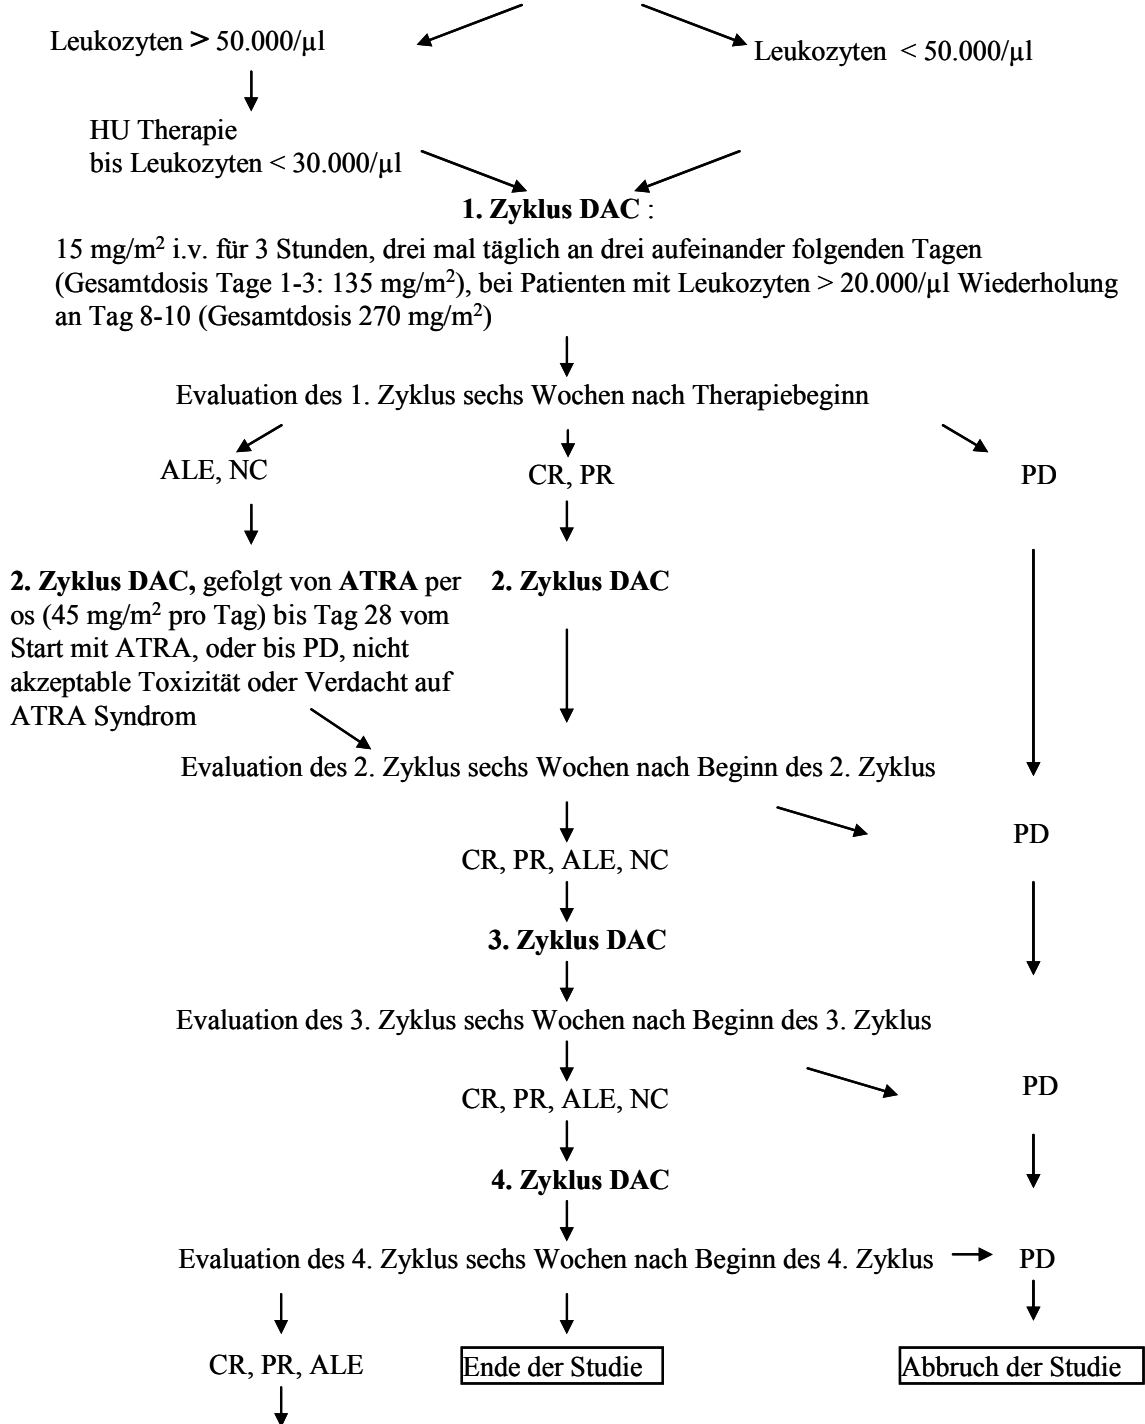 Leukozyten > 50.000/µl
Leukozyten < 50.000/µl
HU Therapie
bis Leukozyten < 30.000/µl
1. Zyklus DAC :
15 mg/m² i.v. für 3 Stunden, drei mal täglich an drei aufeinander folgenden Tagen
(Gesamtdosis Tage 1-3: 135 mg/m²), bei Patienten mit Leukozyten > 20.000/µl Wiederholung
an Tag 8-10 (Gesamtdosis 270 mg/m²)
Evaluation des 1. Zyklus sechs Wochen nach Therapiebeginn
ALE, NC
CR, PR
PD
2. Zyklus DAC, gefolgt von ATRA per
os (45 mg/m² pro Tag) bis Tag 28 vom
Start mit ATRA, oder bis PD, nicht
akzeptable Toxizität oder Verdacht auf
ATRA Syndrom
2. Zyklus DAC
Evaluation des 2. Zyklus sechs Wochen nach Beginn des 2. Zyklus
PD
CR, PR, ALE, NC
3. Zyklus DAC
Evaluation des 3. Zyklus sechs Wochen nach Beginn des 3. Zyklus
PD
CR, PR, ALE, NC
4. Zyklus DAC
Evaluation des 4. Zyklus sechs Wochen nach Beginn des 4. Zyklus
PD
CR, PR, ALE
Ende der Studie
Abbruch der Studie